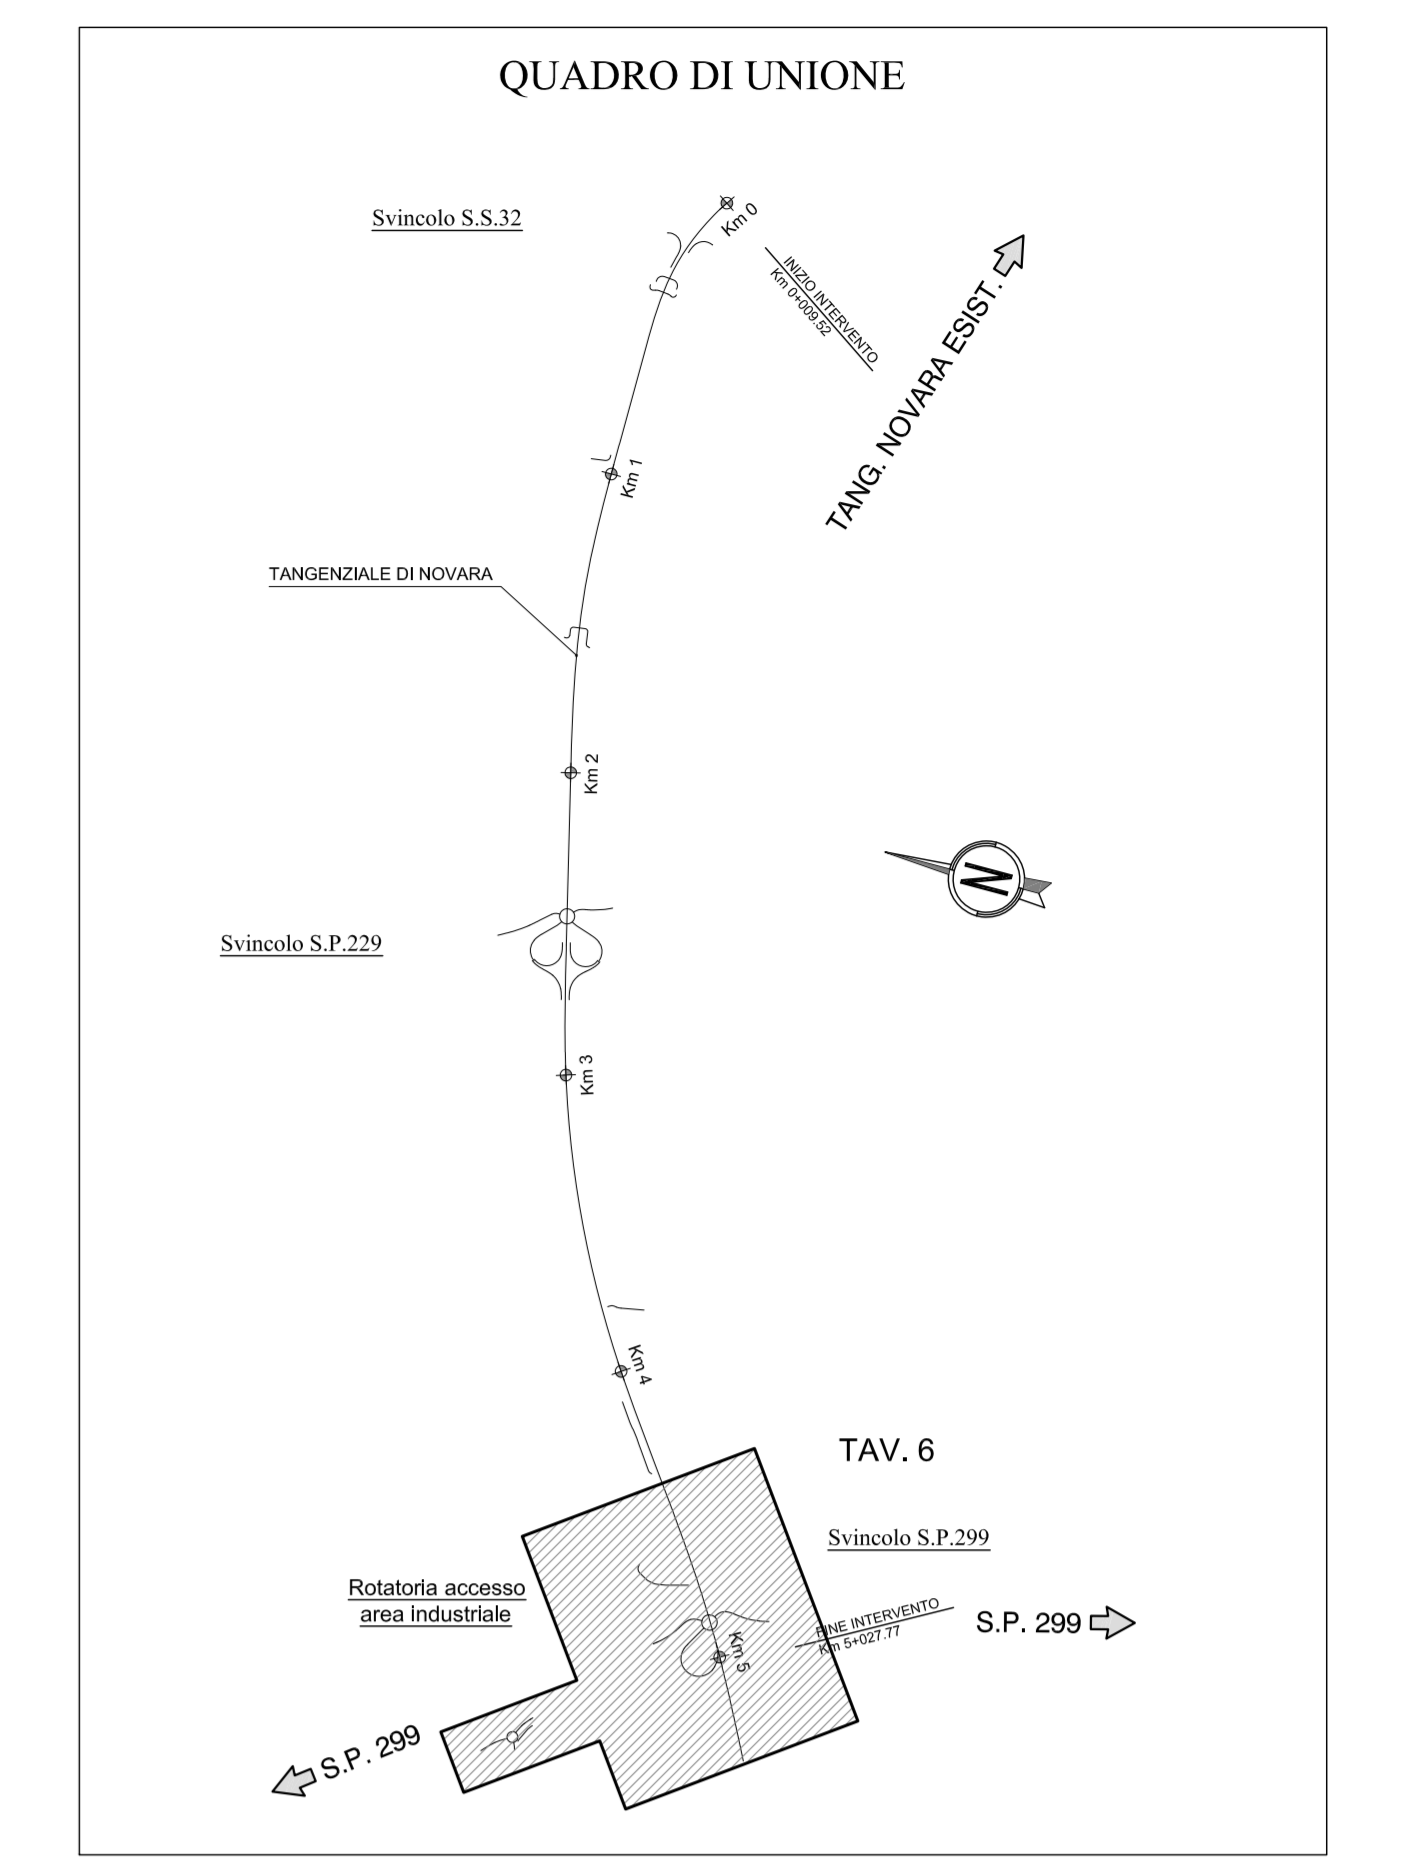 QUADRO DI UNIONE
Svincolo S.S.32
Km 0
INIZIO INTERVENTO
Km 0+009.52
TANG. NOVARA ESIST.
Km 1
TANGENZIALE DI NOVARA
Km 2
N
Svincolo S.P.229
Km 3
Km 4
TAV. 6
Svincolo S.P.299
Rotatoria accesso
area industriale
FINE INTERVENTO
Km 5+027.77
S.P. 299
Km 5
S.P. 299